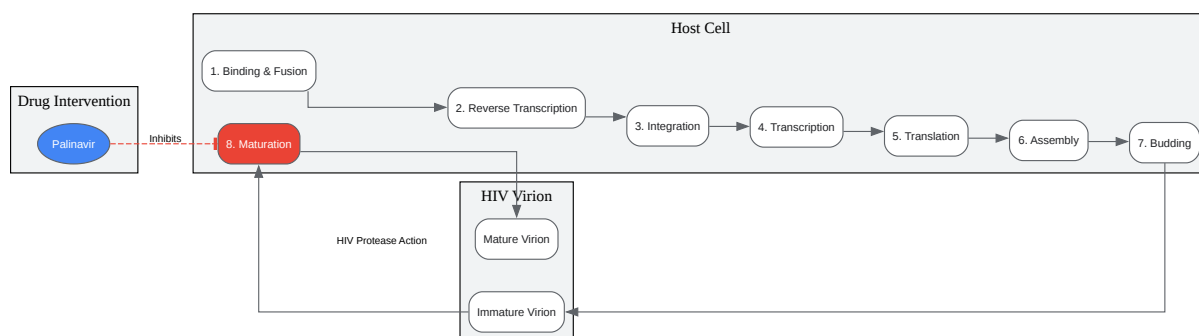 Host Cell
1. Binding & Fusion
Drug Intervention
2. Reverse Transcription
3. Integration
4. Transcription
5. Translation
6. Assembly
7. Budding
Palinavir
Inhibits
8. Maturation
HIV Virion
Mature Virion
HIV Protease Action
Immature Virion